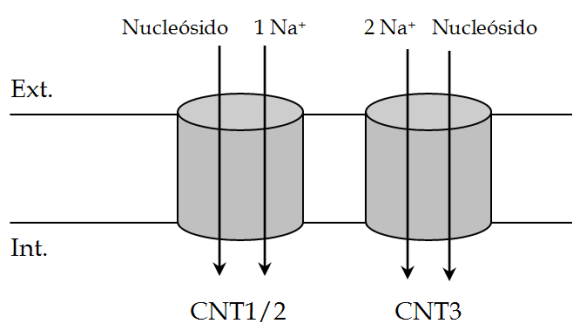 Nucleósido 1 Na⁺ 2 Na⁺ Nucleósido
Ext.
Int.
CNT1/2 CNT3